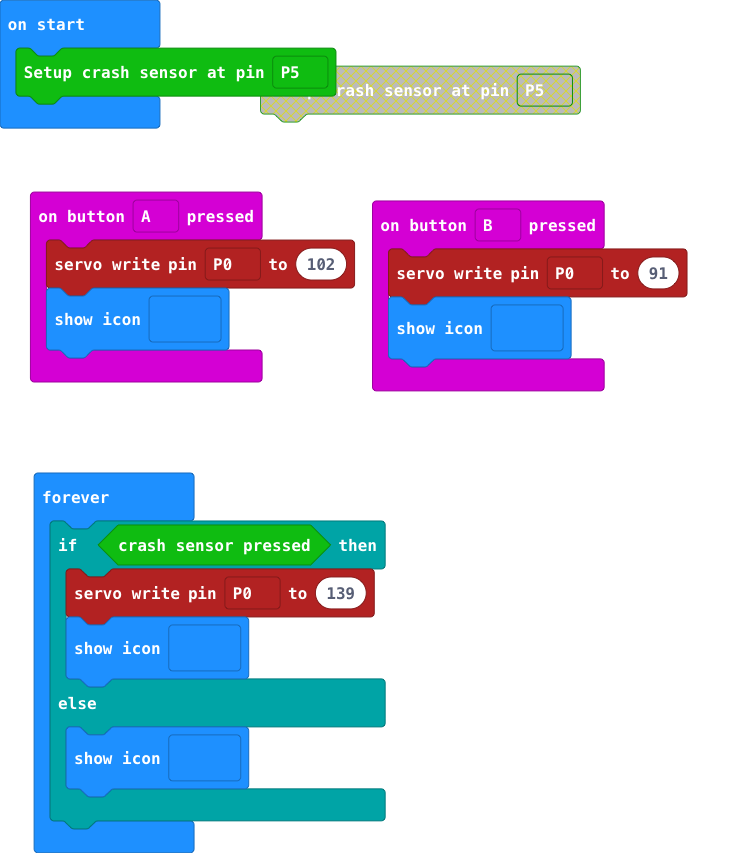 on start
Setup crash sensor at pin P5
crash sensor at pin P5
on button A pressed
servo write pin P0 to 102
show icon
on button B pressed
servo write pin P0 to 91
show icon
forever
if crash sensor pressed then
servo write pin P0 to 139
show icon
else
show icon